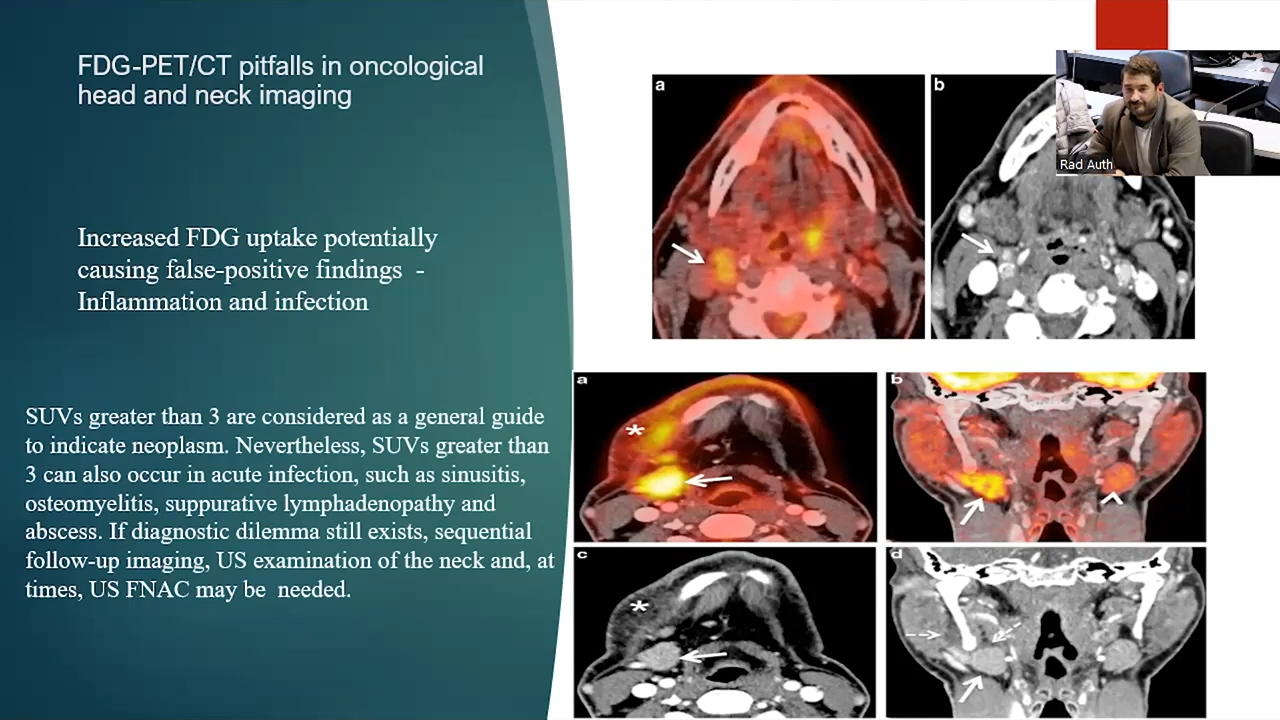 FDG-PET/CT pitfalls in oncological
head and neck imaging
Increased FDG uptake potentially
causing false-positive findings -
Inflammation and infection
SUVs greater than 3 are considered as a general guide
to indicate neoplasm. Nevertheless, SUVs greater than
3 can also occur in acute infection, such as sinusitis,
osteomyelitis, suppurative lymphadenopathy and
abscess. If diagnostic dilemma still exists, sequential
follow-up imaging, US examination of the neck and, at
times, US FNAC may be needed.
a
b
Rad Auth
a
b
c
d